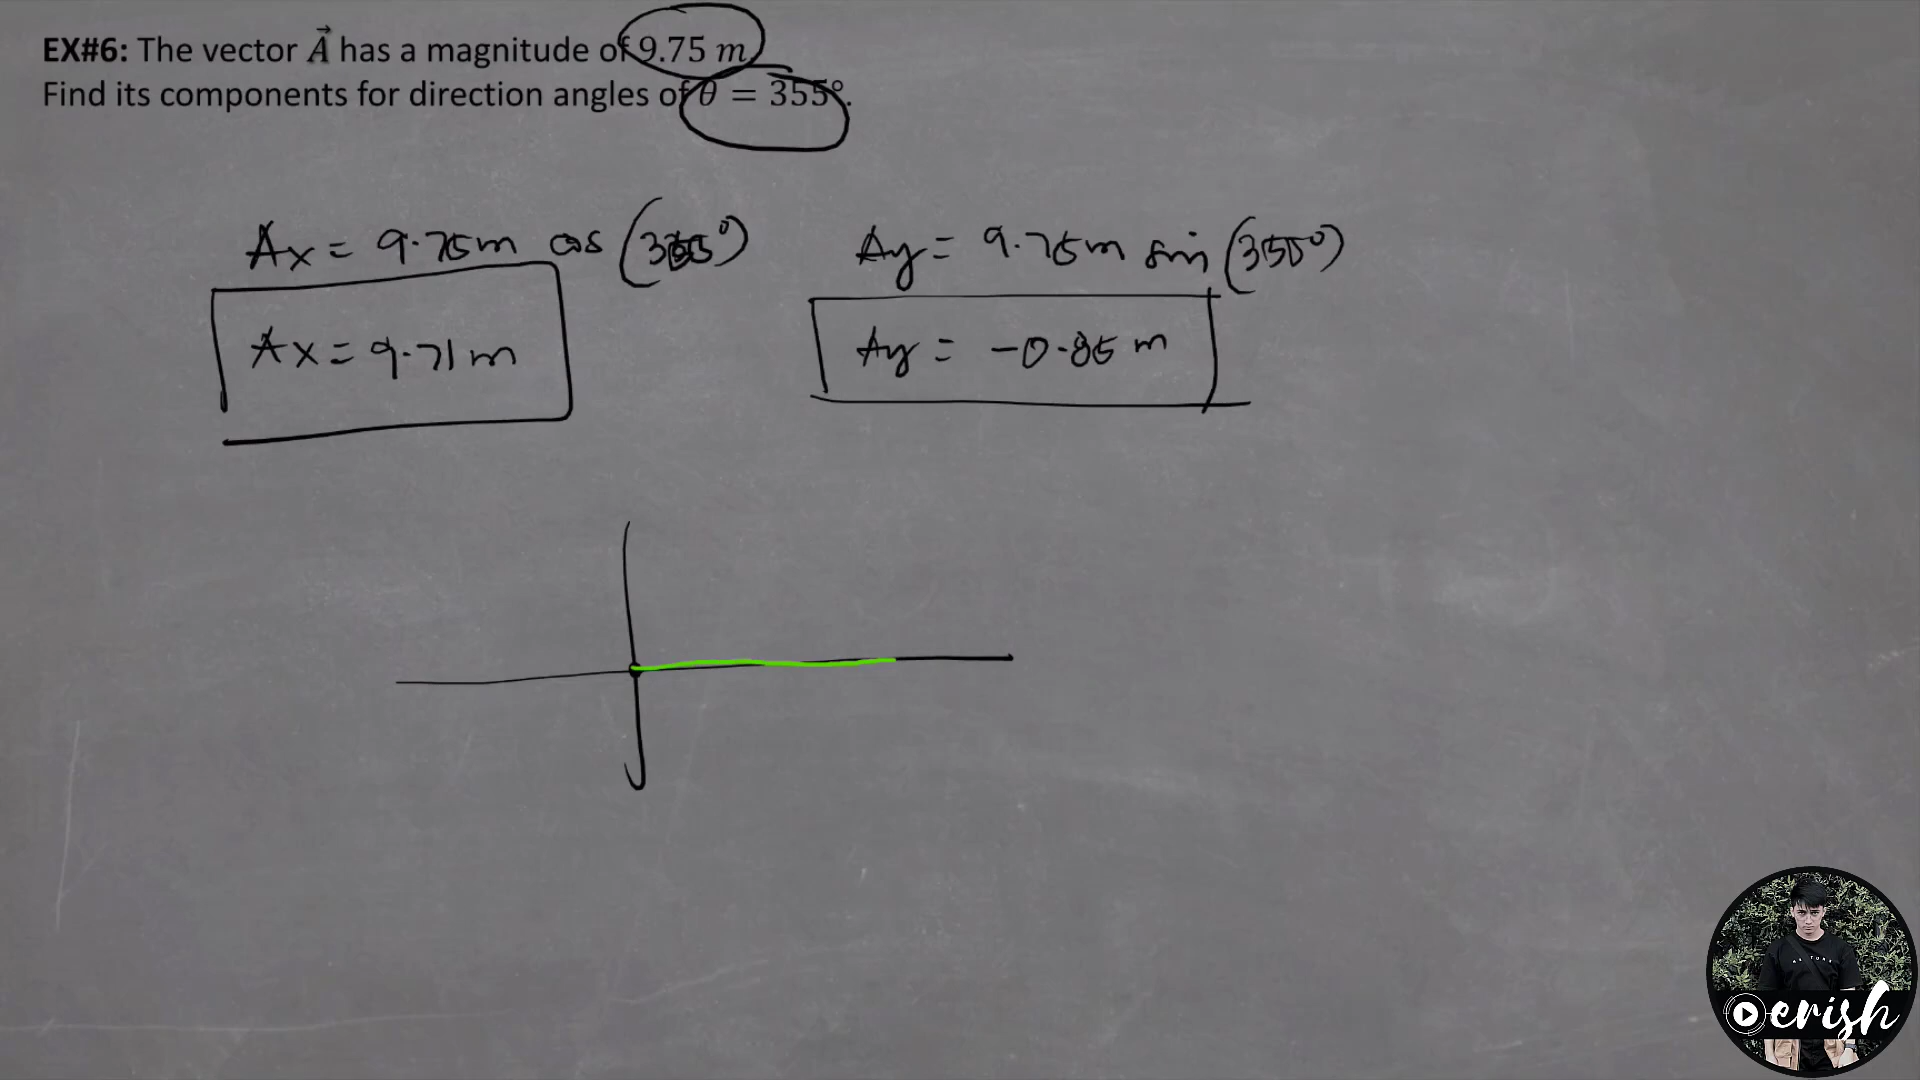 EX#6: The vector A⃗ has a magnitude of 9.75 m.
Find its components for direction angles of θ = 355°.
Ax = 9.75m cos (355°)
Ay = 9.75m sin (355°)
Ax = 9.71m
Ay = -0.85 m
erish